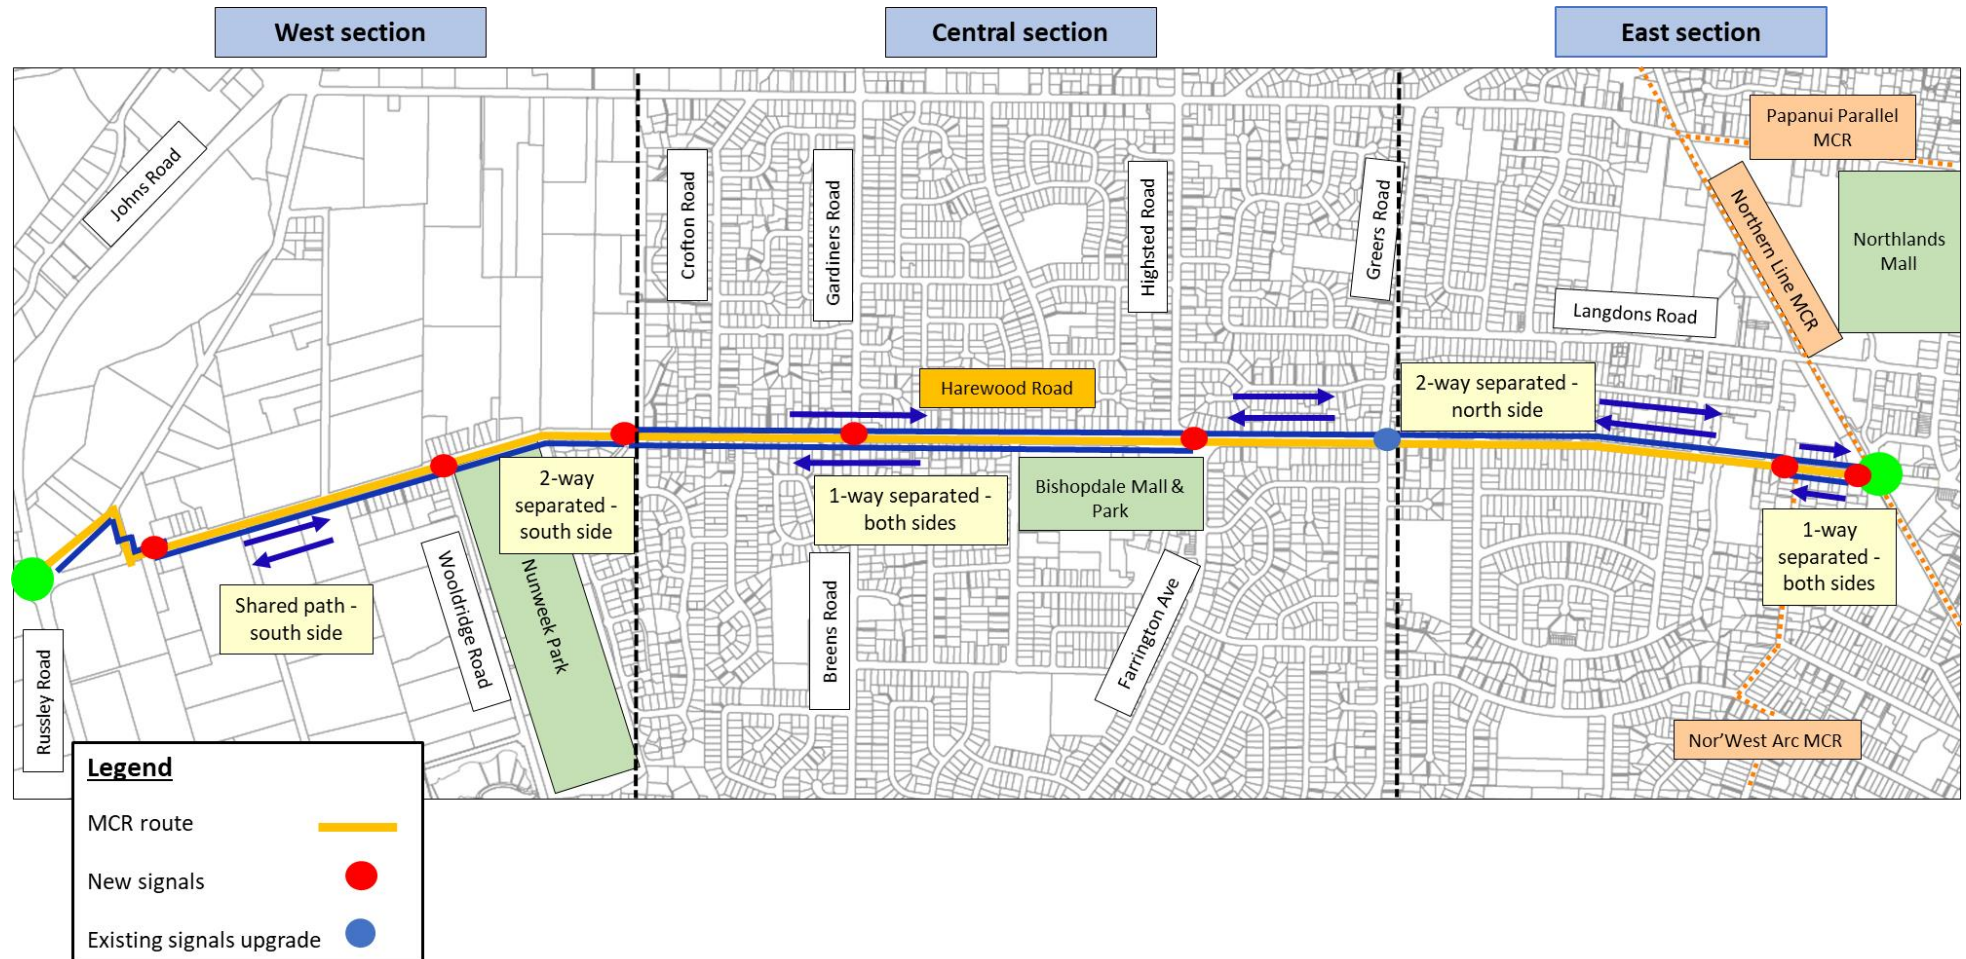 West section
Central section
East section
Johns Road
Crofton Road
Gardiners Road
Highsted Road
Greers Road
Papanui Parallel
MCR
Northern Line MCR
Northlands
Mall
Langdons Road
Harewood Road
2-way separated -
north side
2-way
separated -
south side
1-way separated -
both sides
Bishopdale Mall &
Park
1-way
separated -
both sides
Shared path -
south side
Wooldridge Road
Nunweek Park
Breens Road
Farrington Ave
Russley Road
Nor'West Arc MCR
Legend
MCR route
New signals
Existing signals upgrade